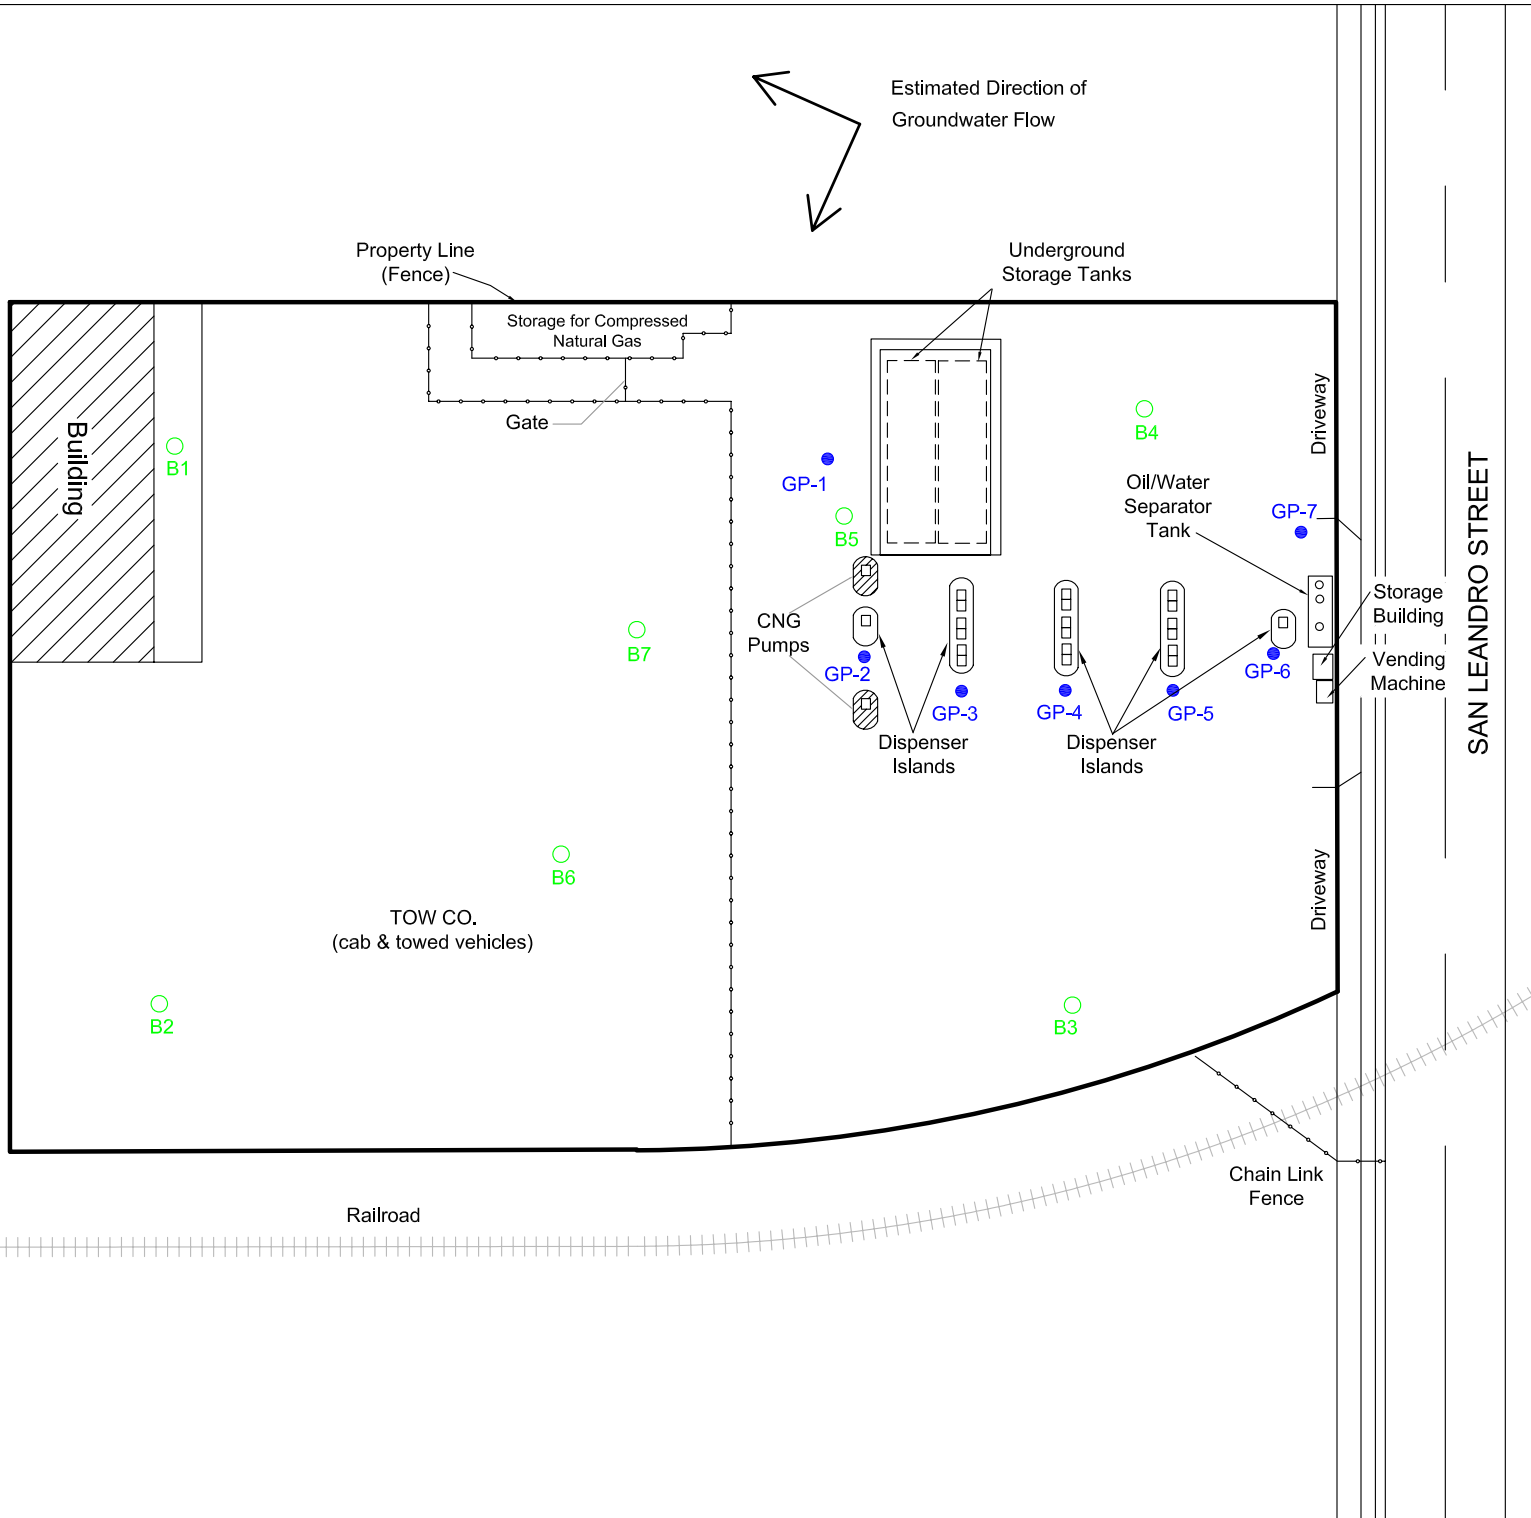 Estimated Direction of
Groundwater Flow
Property Line
(Fence)
Underground
Storage Tanks
Storage for Compressed
Natural Gas
Gate
Building
B1
GP-1
B5
B4
Driveway
Oil/Water
Separator
Tank
GP-7
SAN LEANDRO STREET
Storage
Building
Vending
Machine
CNG
Pumps
B7
GP-2
GP-3
GP-4
GP-5
GP-6
Dispenser
Islands
Dispenser
Islands
B6
Driveway
TOW CO.
(cab & towed vehicles)
B2
B3
Chain Link
Fence
Railroad